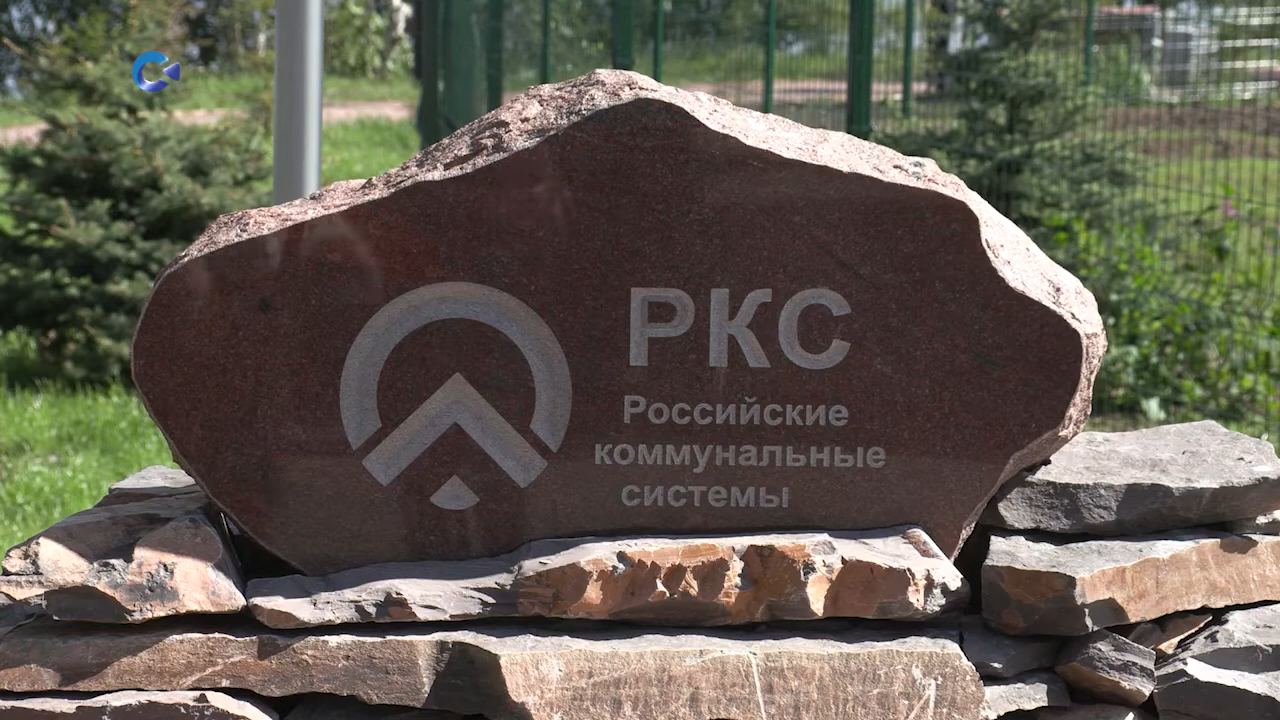 РКС
Российские
коммунальные
системы